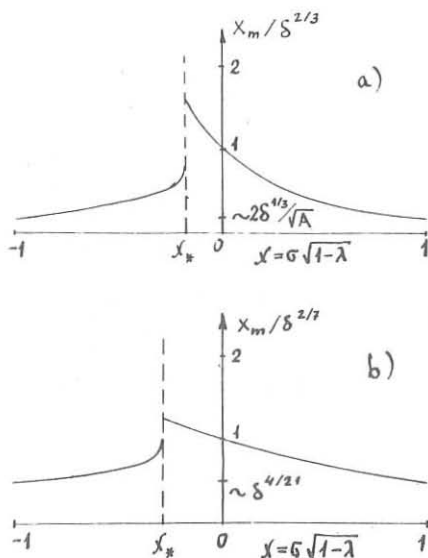 x_m/δ^{2/3}
a)
2
1
~2δ^{1/3}/√A
-1
χ_*
0
χ=σ√1-λ
1
x_m/δ^{2/7}
b)
2
1
~δ^{4/21}
-1
χ_*
0
χ=σ√1-λ
1